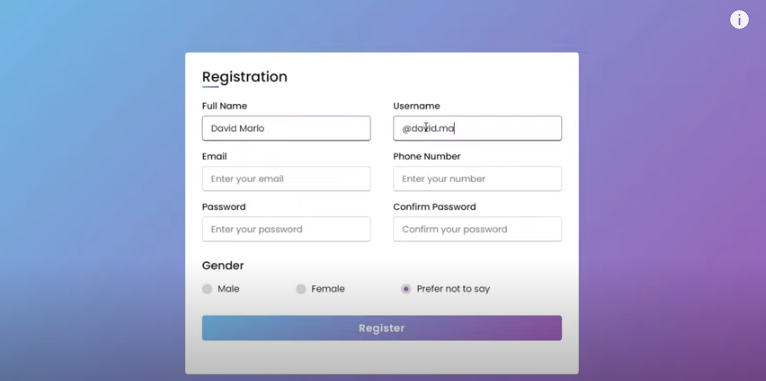 i
Registration
Full Name Username
David Marlo @david.ma
Email Phone Number
Enter your email Enter your number
Password Confirm Password
Enter your password Confirm your password
Gender
Male Female Prefer not to say
Register